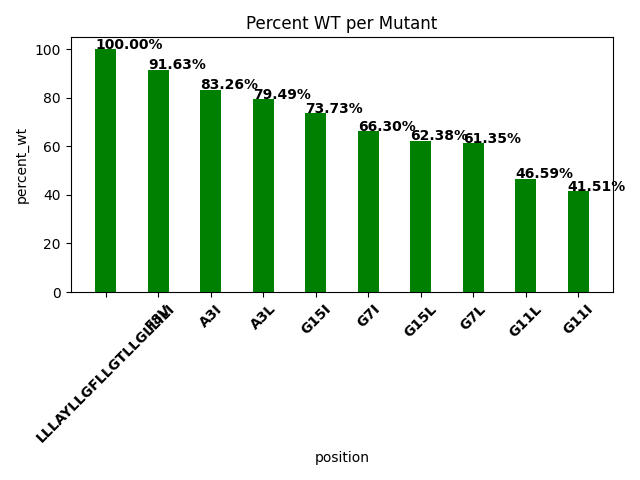 Percent WT per Mutant
100.00%
91.63%
83.26%
79.49%
73.73%
66.30%
62.38%
61.35%
46.59%
41.51%
percent_wt
100
80
60
40
20
0
A3I
A3L
G15I
G7I
G15L
G7L
G11L
G11I
position